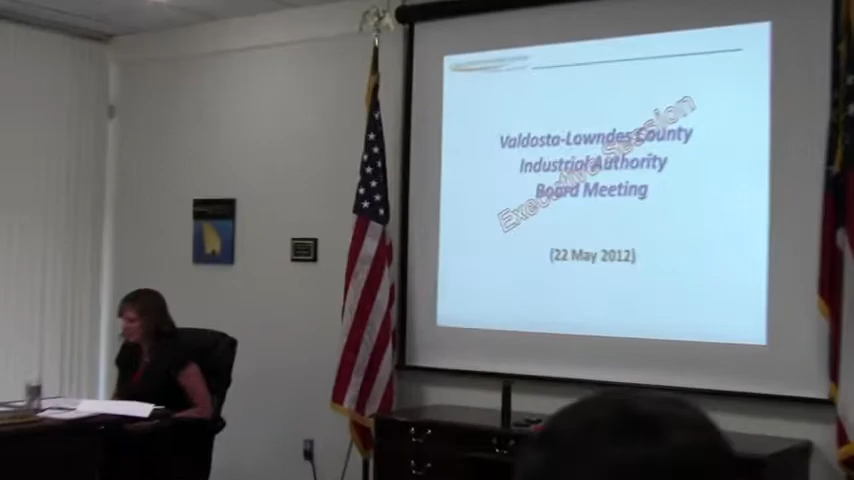 Valdosta-Lowndes County
Industrial Authority
Board Meeting
Executive Session
(22 May 2012)